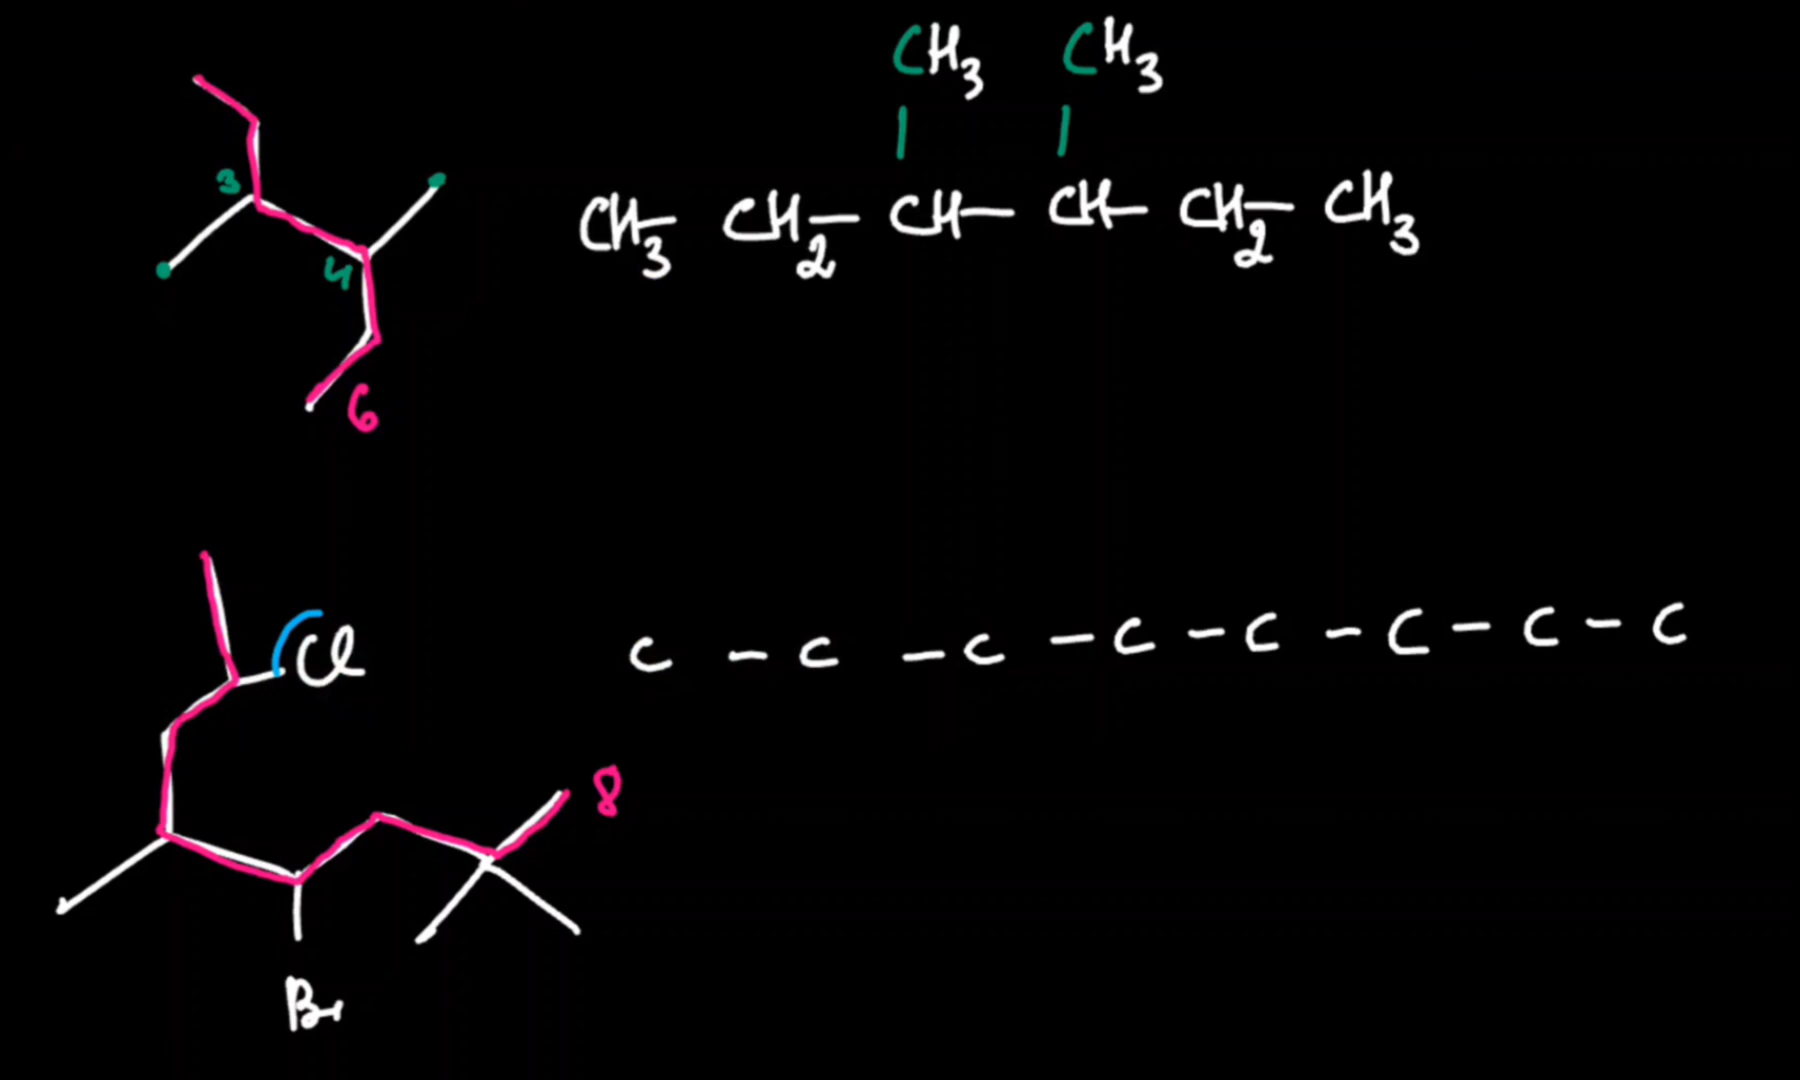 CH3 CH3
3
CH3 - CH2 - CH - CH - CH2 - CH3
4
6
Cl
C - C - C - C - C - C - C - C
8
Br